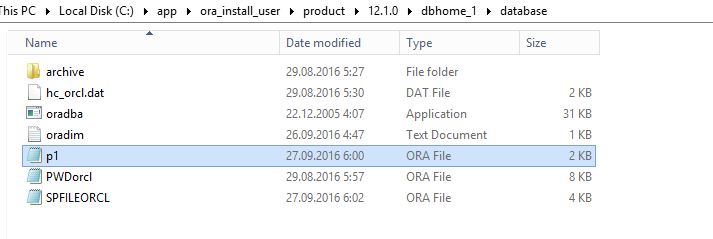 This PC ▸ Local Disk (C:) ▸ app ▸ ora_install_user ▸ product ▸ 12.1.0 ▸ dbhome_1 ▸ database
Name Date modified Type Size
archive 29.08.2016 5:27 File folder
hc_orcl.dat 29.08.2016 5:32 DAT File 2 KB
oradba 22.12.2005 4:07 Application 31 KB
oradim 26.09.2016 4:47 Text Document 1 KB
p1 27.09.2016 6:00 ORA File 2 KB
PWDorcl 29.08.2016 5:57 ORA File 8 KB
SPFILEORCL 27.09.2016 6:02 ORA File 4 KB